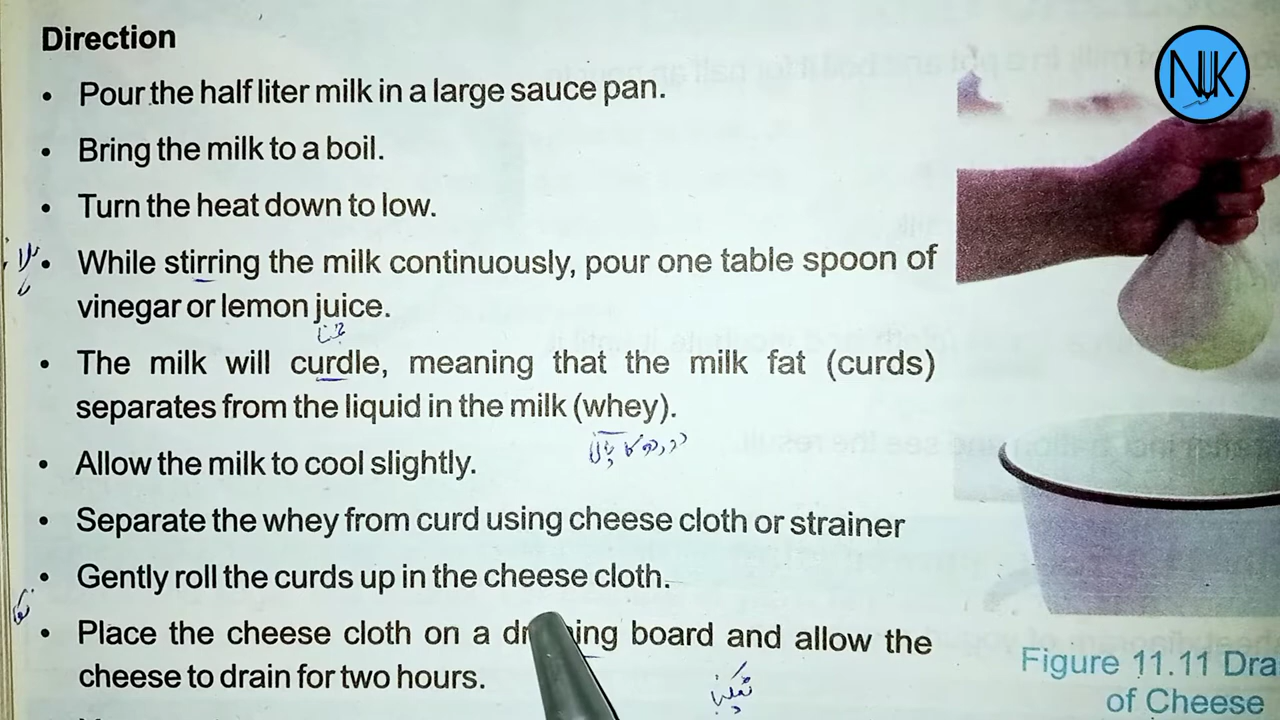 Direction
• Pour the half liter milk in a large sauce pan.
• Bring the milk to a boil.
• Turn the heat down to low.
• While stirring the milk continuously, pour one table spoon of
vinegar or lemon juice.
• The milk will curdle, meaning that the milk fat (curds)
separates from the liquid in the milk (whey).
• Allow the milk to cool slightly.
• Separate the whey from curd using cheese cloth or strainer
• Gently roll the curds up in the cheese cloth.
• Place the cheese cloth on a board and allow the
cheese to drain for two hours.
Figure 11.11 Dra
of Cheese
NJK